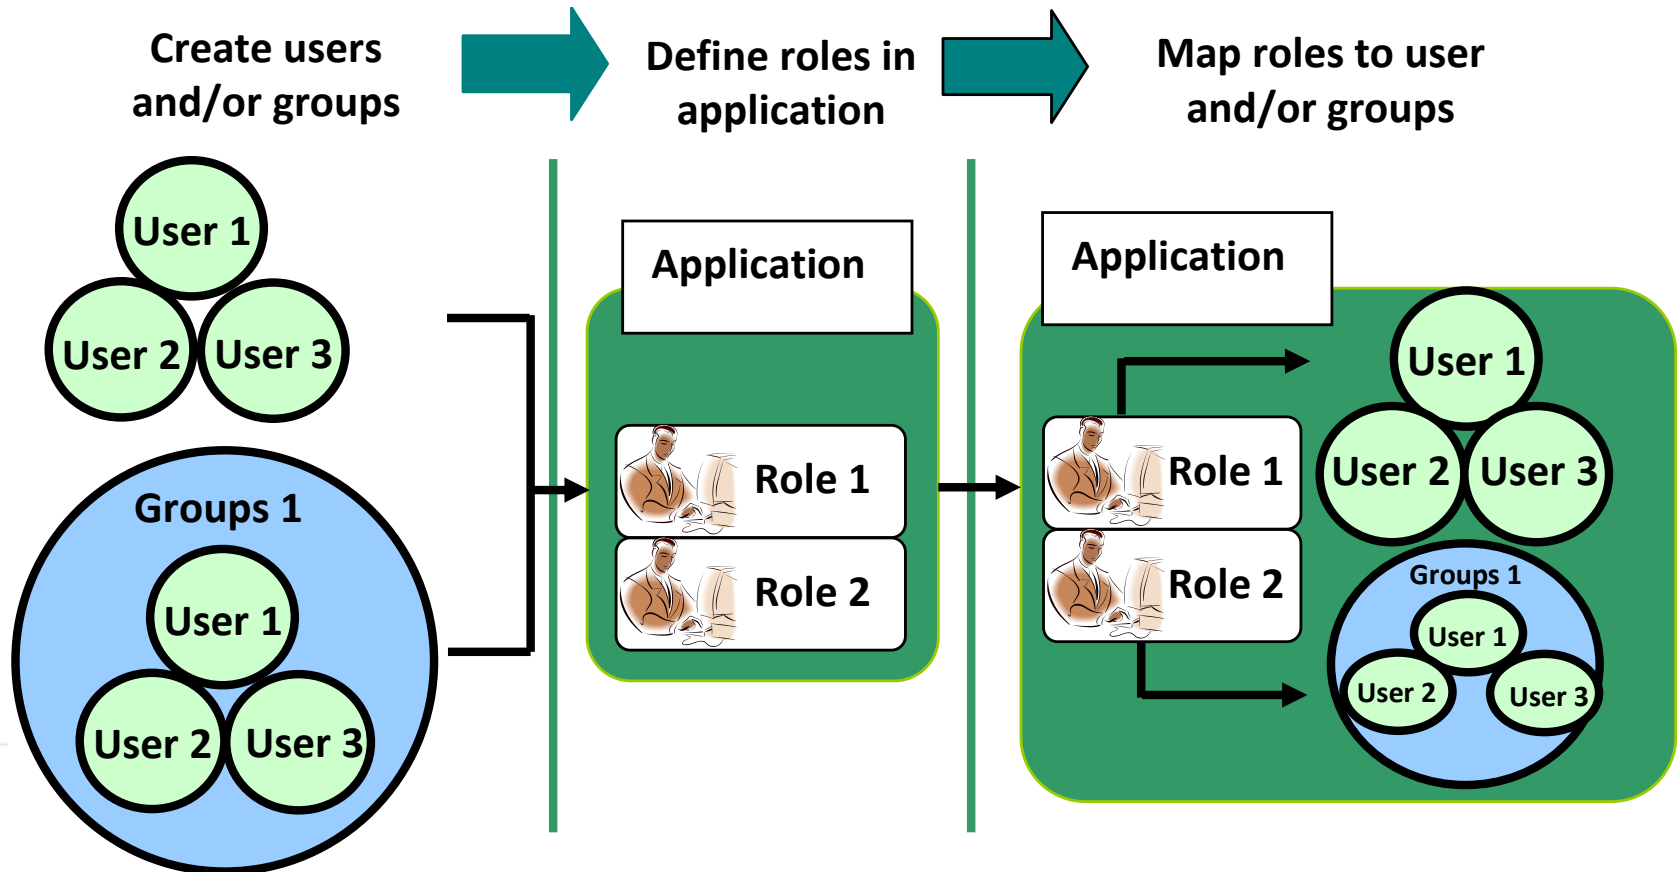 Create users
and/or groups
Define roles in
application
Map roles to user
and/or groups
User 1
User 2
User 3
Groups 1
User 1
User 2
User 3
Application
Role 1
Role 2
Application
Role 1
Role 2
User 1
User 2
User 3
Groups 1
User 1
User 2
User 3